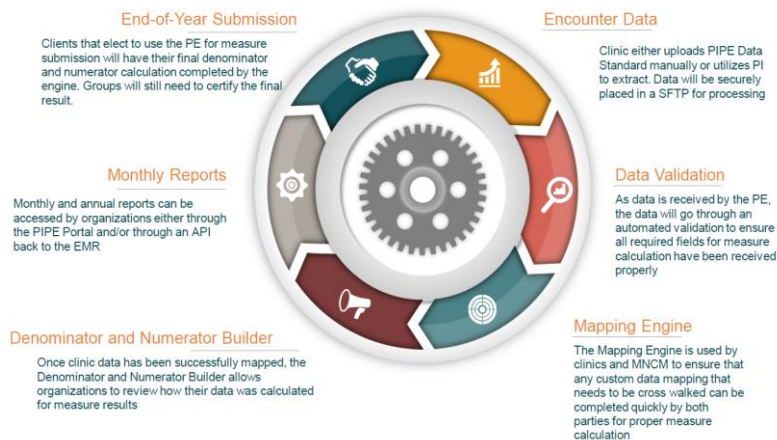 End-of-Year Submission
Clients that elect to use the PE for measure
submission will have their final denominator
and numerator calculation completed by the
engine. Groups will still need to certify the final
result.
Encounter Data
Clinic either uploads PIPE Data
Standard manually or utilizes PI
to extract. Data will be securely
placed in a SFTP for processing
Monthly Reports
Monthly and annual reports can be
accessed by organizations either through
the PIPE Portal and/or through an API
back to the EMR
Data Validation
As data is received by the PE,
the data will go through an
automated validation to ensure
all required fields for measure
calculation have been received
properly
Denominator and Numerator Builder
Once clinic data has been successfully mapped, the
Denominator and Numerator Builder allows
organizations to review how their data was calculated
for measure results
Mapping Engine
The Mapping Engine is used by
clinics and MNCM to ensure that
any custom data mapping that
needs to be cross walked can be
completed quickly by both
parties for proper measure
calculation